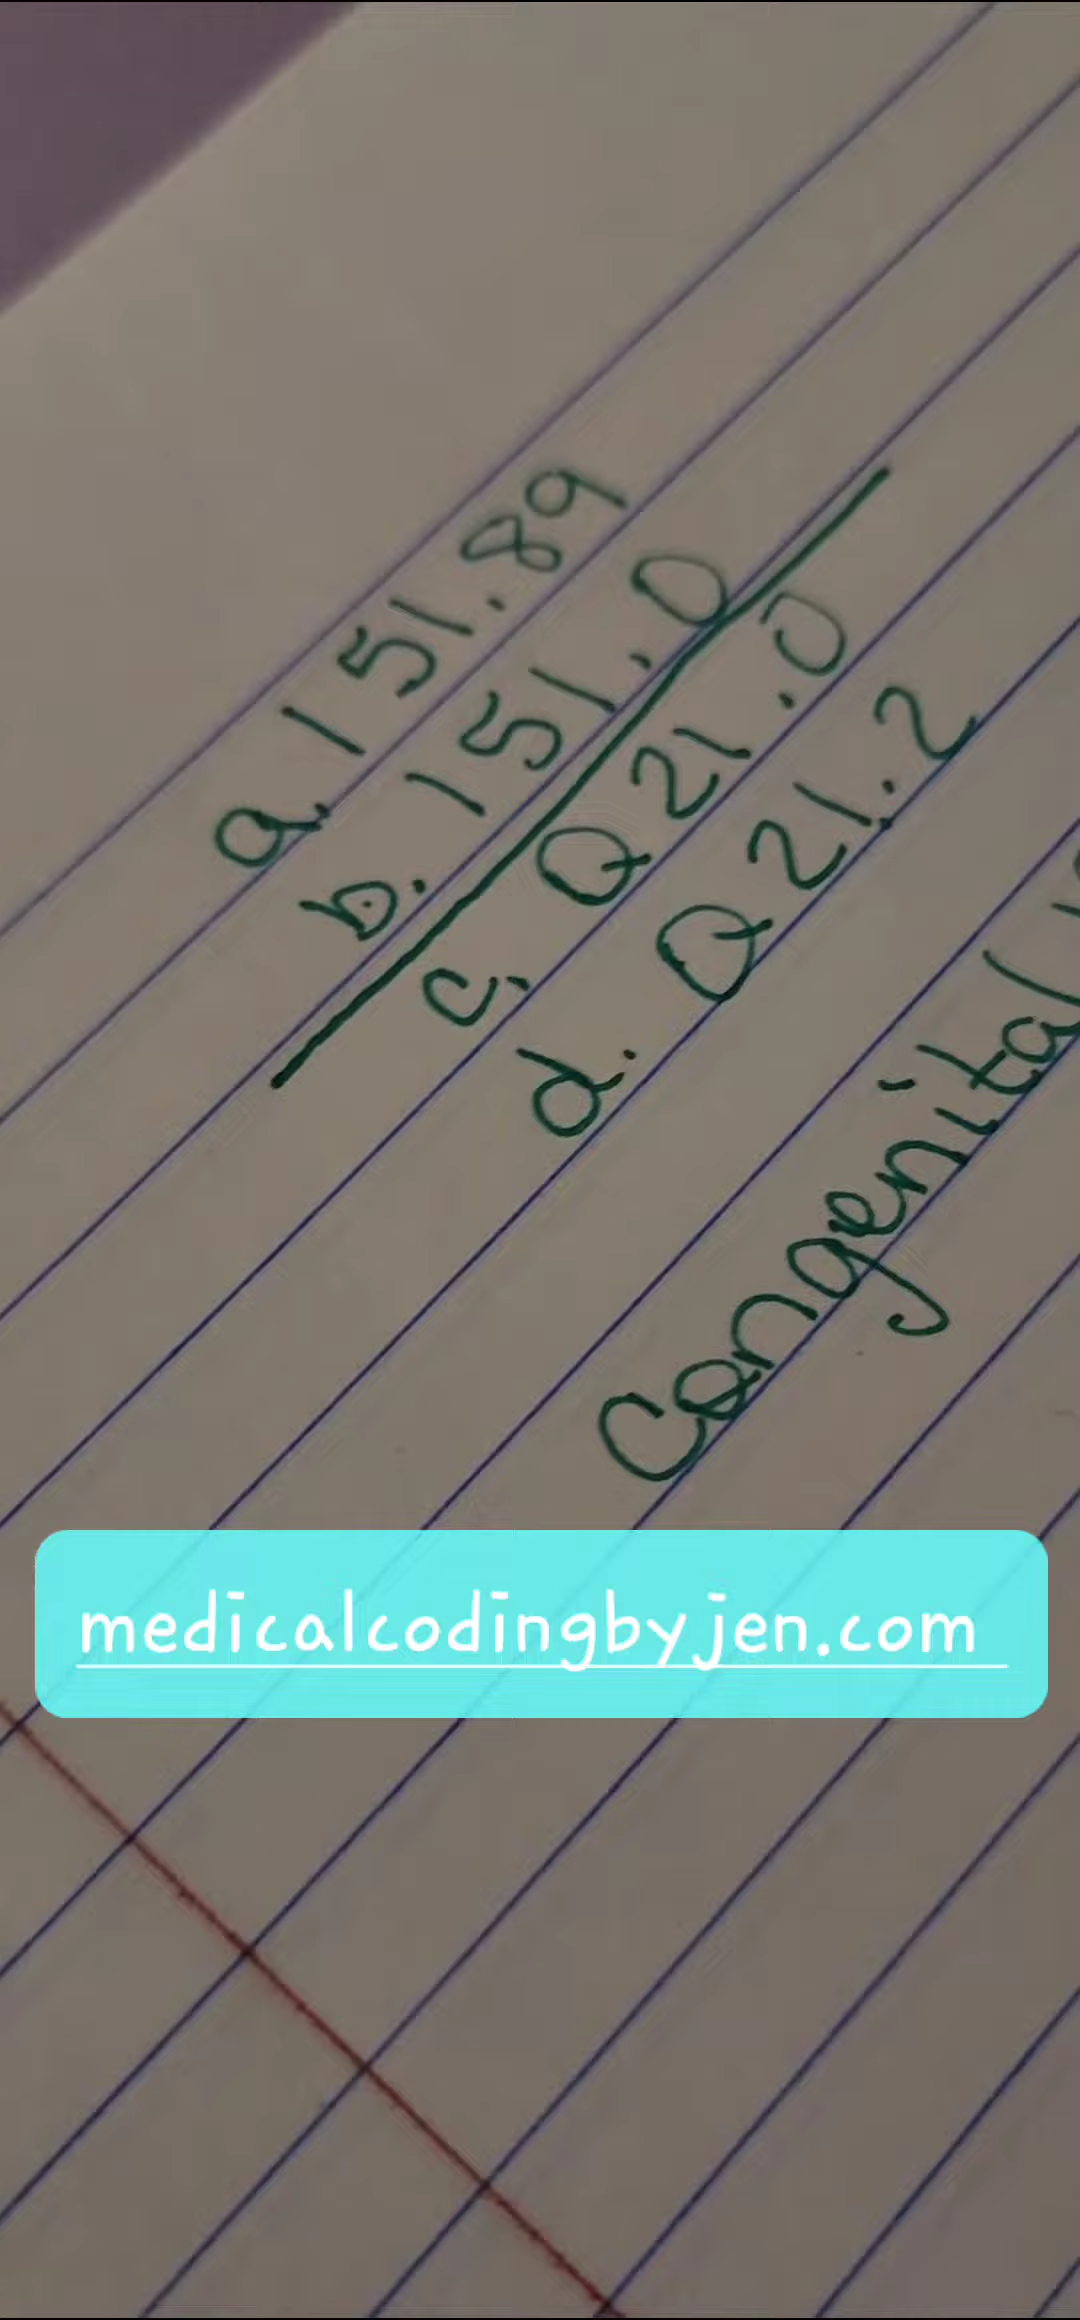 a. I51.89
b. I51.0
c. Q21.0
d. Q21.2
Congenital
medicalcodingbyjen.com